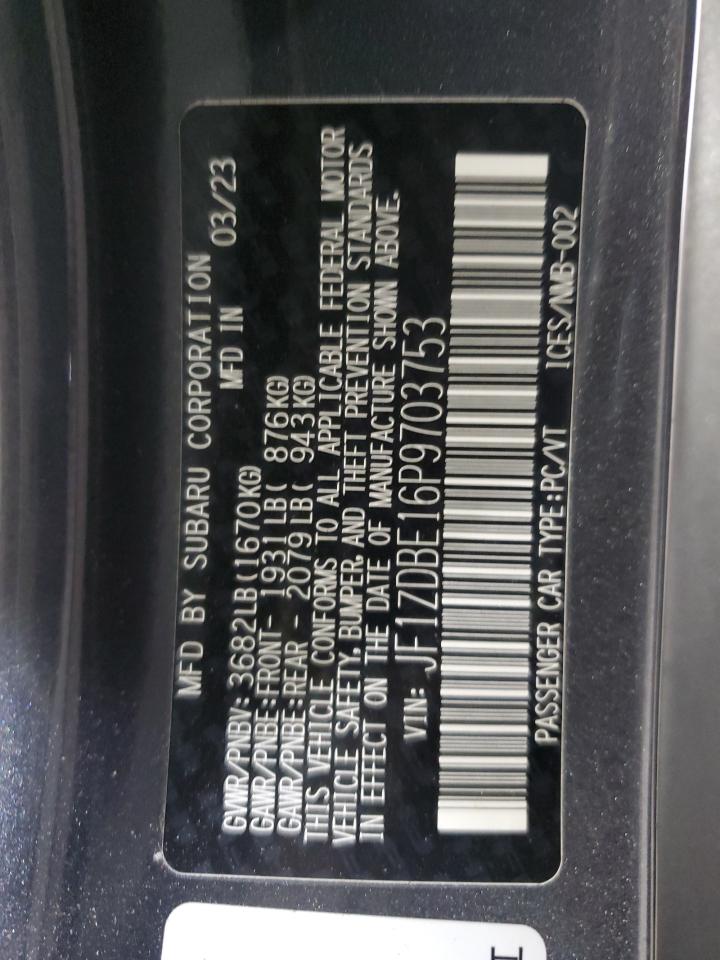 MFD BY SUBARU CORPORATION
MFD IN 03/23
GVWR/PNBV: 3682LB(1670KG)
GAWR/PNBE:FRONT- 1931LB( 876KG)
GAWR/PNBE:REAR - 2079LB( 943KG)
THIS VEHICLE CONFORMS TO ALL APPLICABLE FEDERAL MOTOR
VEHICLE SAFETY, BUMPER, AND THEFT PREVENTION STANDARDS
IN EFFECT ON THE DATE OF MANUFACTURE SHOWN ABOVE.
VIN: JF1ZDBE16P9703753
PASSENGER CAR TYPE:PC/VT ICES/NMB-002